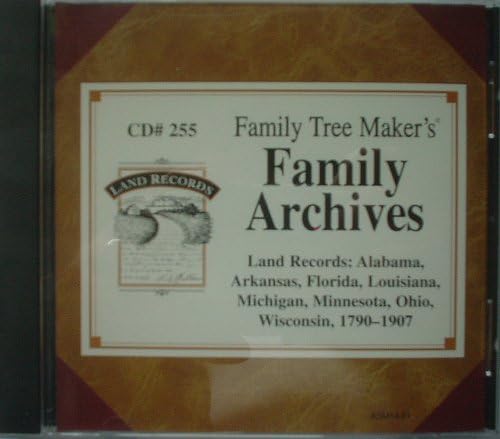 CD# 255
LAND RECORDS
Family Tree Maker's®
Family
Archives
Land Records: Alabama,
Arkansas, Florida, Louisiana,
Michigan, Minnesota, Ohio,
Wisconsin, 1790–1907